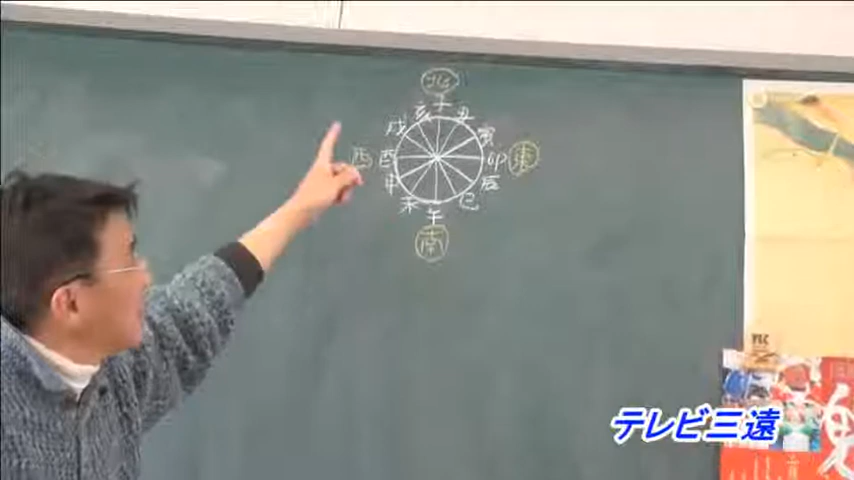 北
子
亥 丑
戌 寅
西 酉 卯 東
申 辰
未 巳
午
南
テレビ三遠